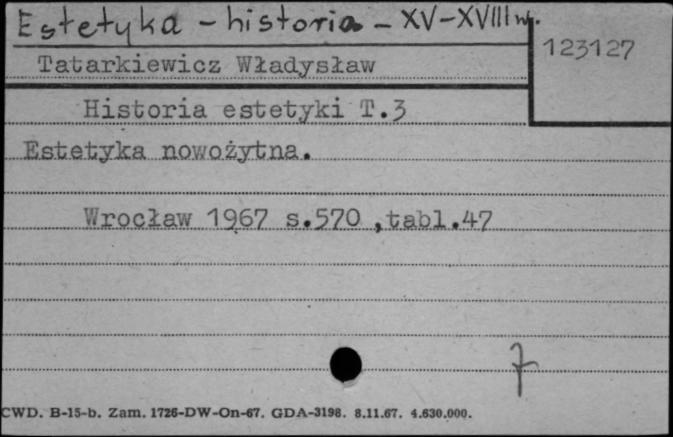 Estetyka - historia - XV-XVIII w.
123127
Tatarkiewicz Władysław
Historia estetyki T.3
Estetyka nowożytna.
Wrocław 1967 s.570 ,tabl.47
7
CWD. B-15-b. Zam. 1726-DW-On-67. GDA-3198. 8.11.67. 4.630.000.